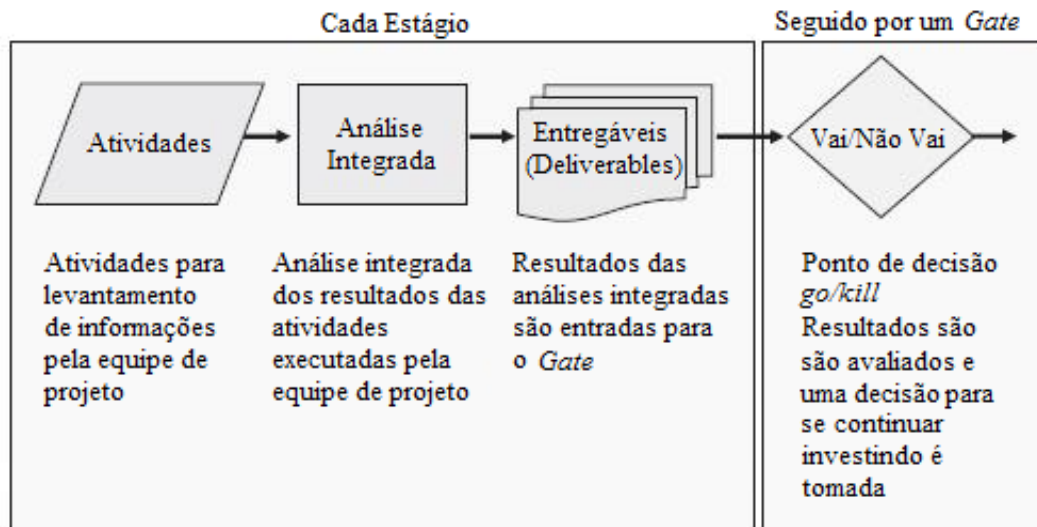 Cada Estágio
Seguido por um Gate
Atividades
Análise
Integrada
Entregáveis
(Deliverables)
Vai/Não Vai
Atividades para
levantamento
de informações
pela equipe de
projeto
Análise integrada
dos resultados das
atividades
executadas pela
equipe de projeto
Resultados das
análises integradas
são entradas para
o Gate
Ponto de decisão
go/kill
Resultados são
são avaliados e
uma decisão para
se continuar
investindo é
tomada